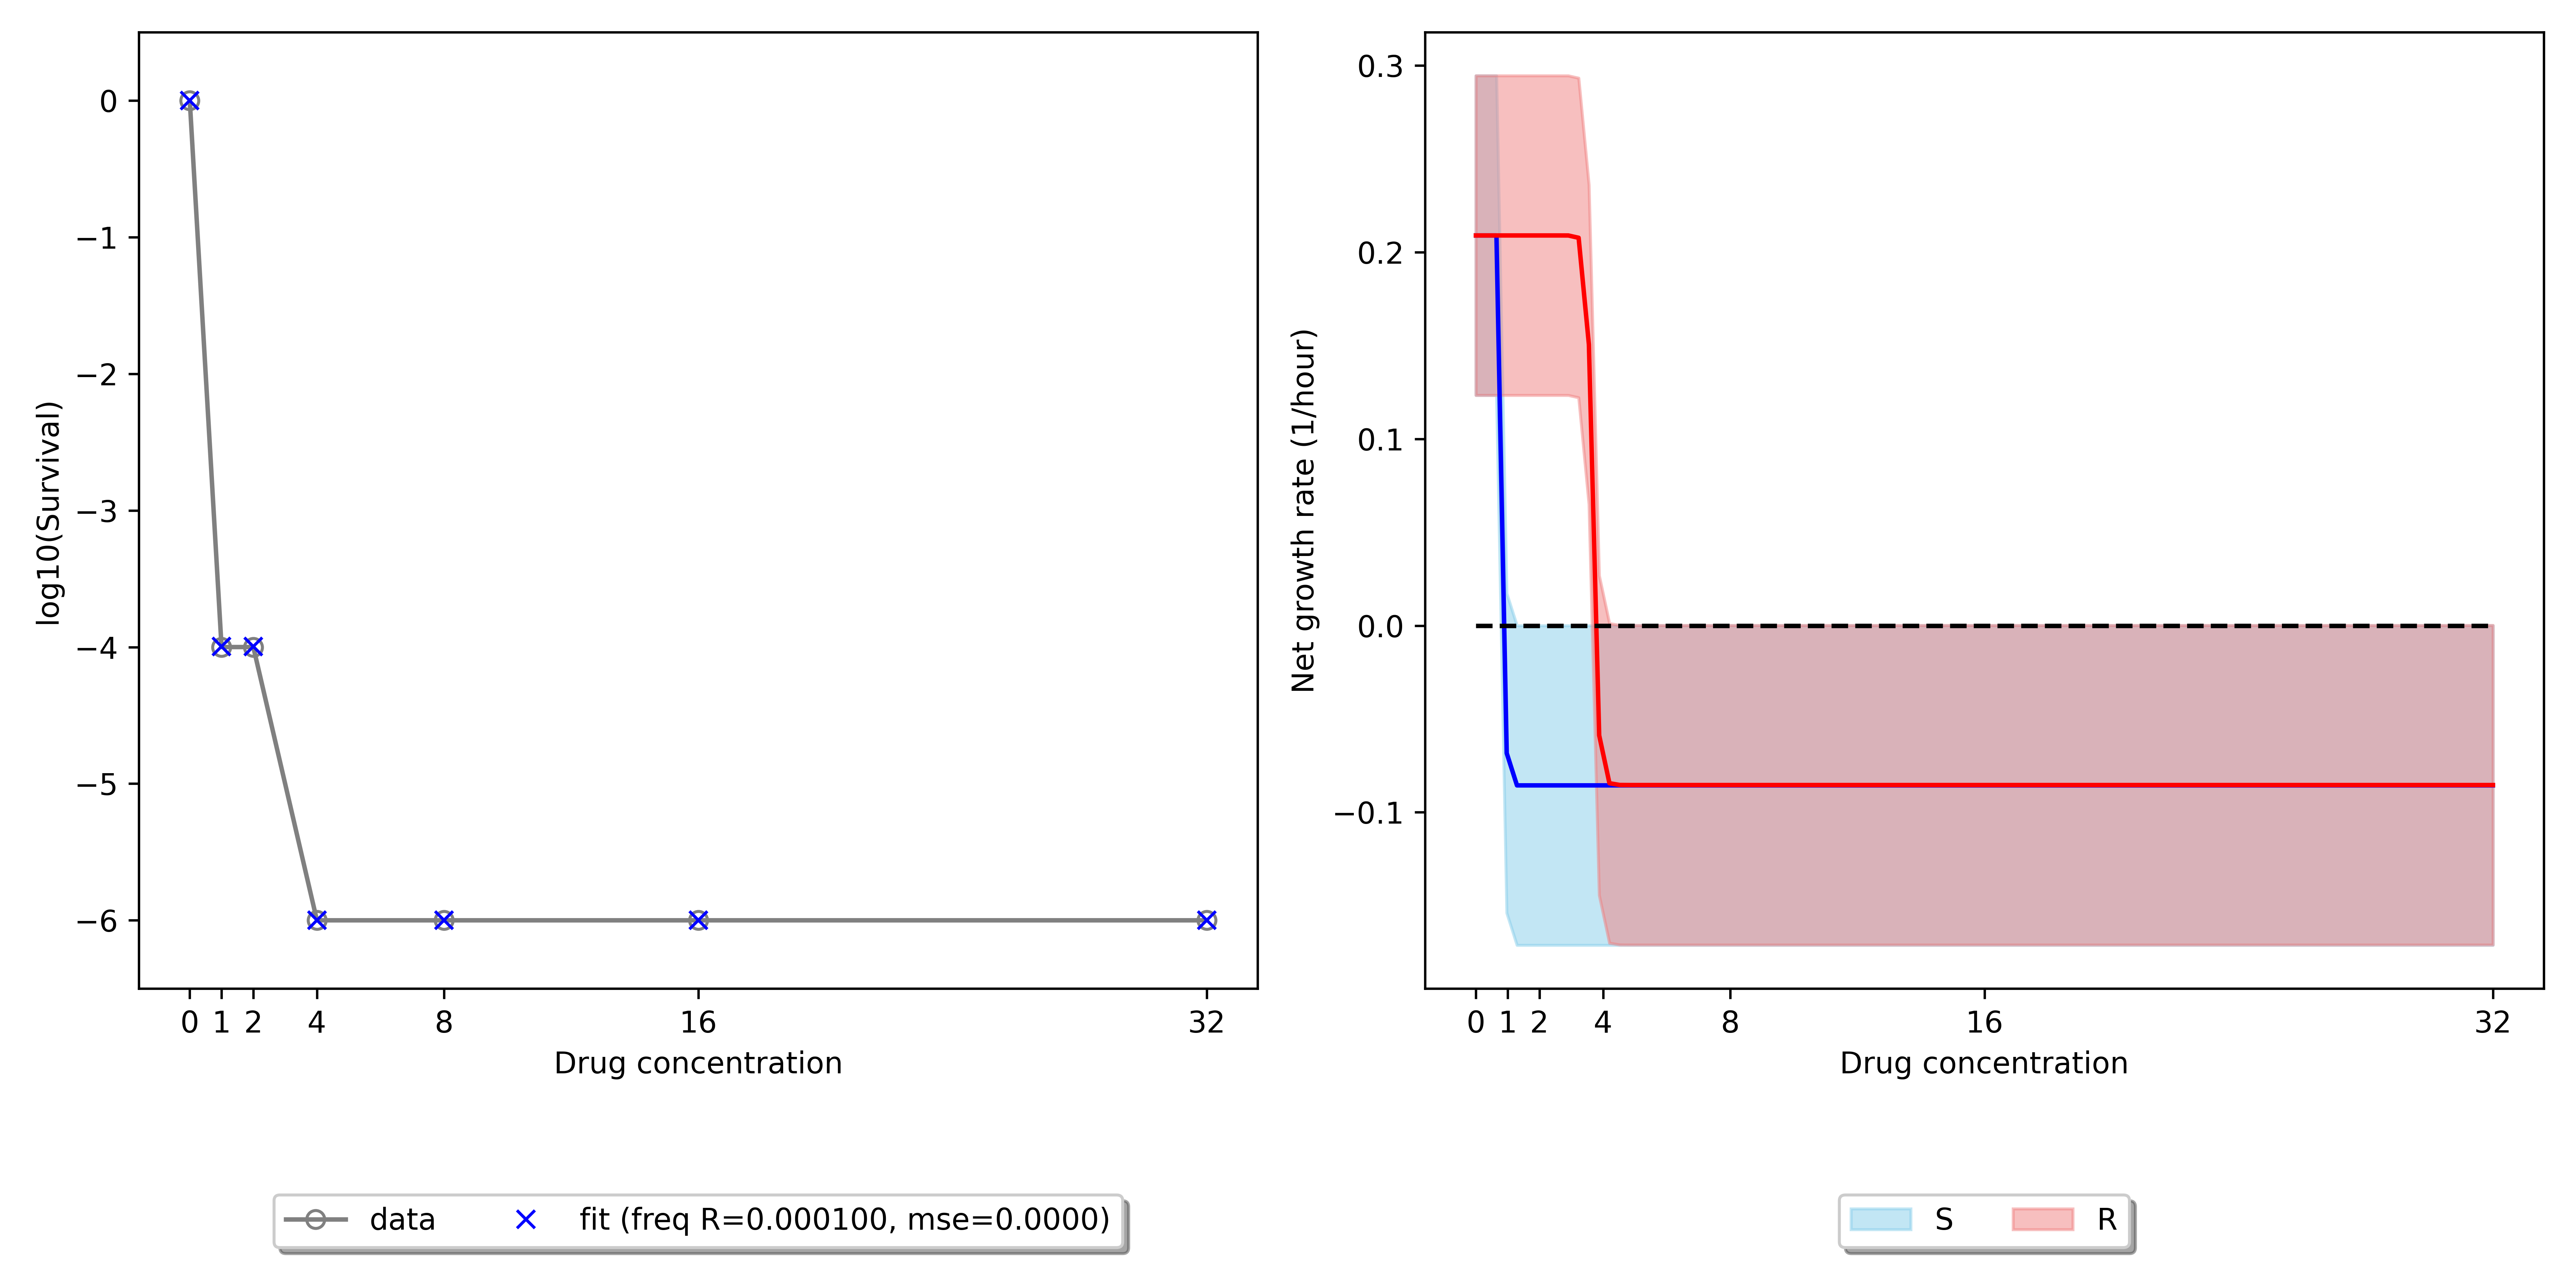 0
−1
−2
−3
−4
−5
−6
log10(Survival)
0 1 2 4 8 16 32
Drug concentration
data fit (freq R=0.000100, mse=0.0000)
0.3
0.2
0.1
0.0
−0.1
Net growth rate (1/hour)
0 1 2 4 8 16 32
Drug concentration
S R